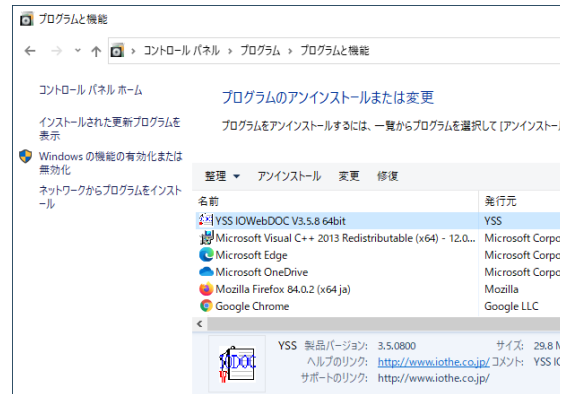 プログラムと機能
コントロール パネル › プログラム › プログラムと機能
コントロール パネル ホーム
インストールされた更新プログラムを
表示
Windows の機能の有効化または
無効化
ネットワークからプログラムをインスト
ール
プログラムのアンインストールまたは変更
プログラムをアンインストールするには、一覧からプログラムを選択して [アンインストー
整理 ▼ アンインストール 変更 修復
名前 発行元
YSS IOWebDOC V3.5.8 64bit YSS
Microsoft Visual C++ 2013 Redistributable (x64) - 12.0... Microsoft Corpo
Microsoft Edge Microsoft Corpo
Microsoft OneDrive Microsoft Corpo
Mozilla Firefox 84.0.2 (x64 ja) Mozilla
Google Chrome Google LLC
YSS 製品バージョン: 3.5.0800 サイズ: 29.8 M
ヘルプのリンク: http://www.iothe.co.jp/ コメント: YSS IO
サポートのリンク: http://www.iothe.co.jp/